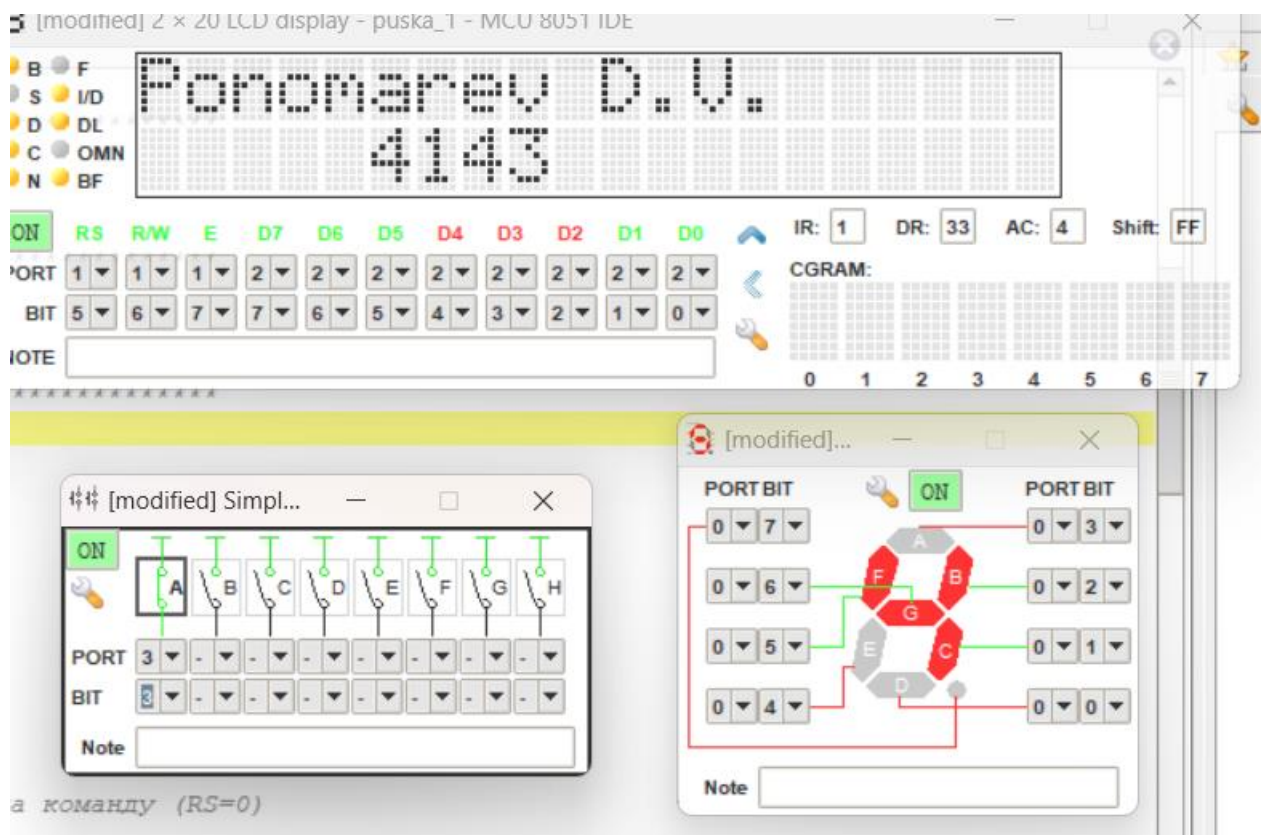 [modified] 2 × 20 LCD display - puska_1 - MCU 8051 IDE
B F
S I/D
D DL
C OMN
N BF
Ponomarev D.V.
4143
ON RS R/W E D7 D6 D5 D4 D3 D2 D1 D0
IR: 1 DR: 33 AC: 4 Shift: FF
PORT 1 1 1 2 2 2 2 2 2 2 2
BIT 5 6 7 7 6 5 4 3 2 1 0
NOTE
CGRAM:
0 1 2 3 4 5 6 7
*************
[modified] Simpl...
ON
A B C D E F G H
PORT 3 - - - - - - -
BIT 3 - - - - - - -
Note
[modified]...
PORT BIT ON PORT BIT
0 7 0 3
0 6 0 2
0 5 0 1
0 4 0 0
A
F B
G
E C
D
Note
а команду (RS=0)